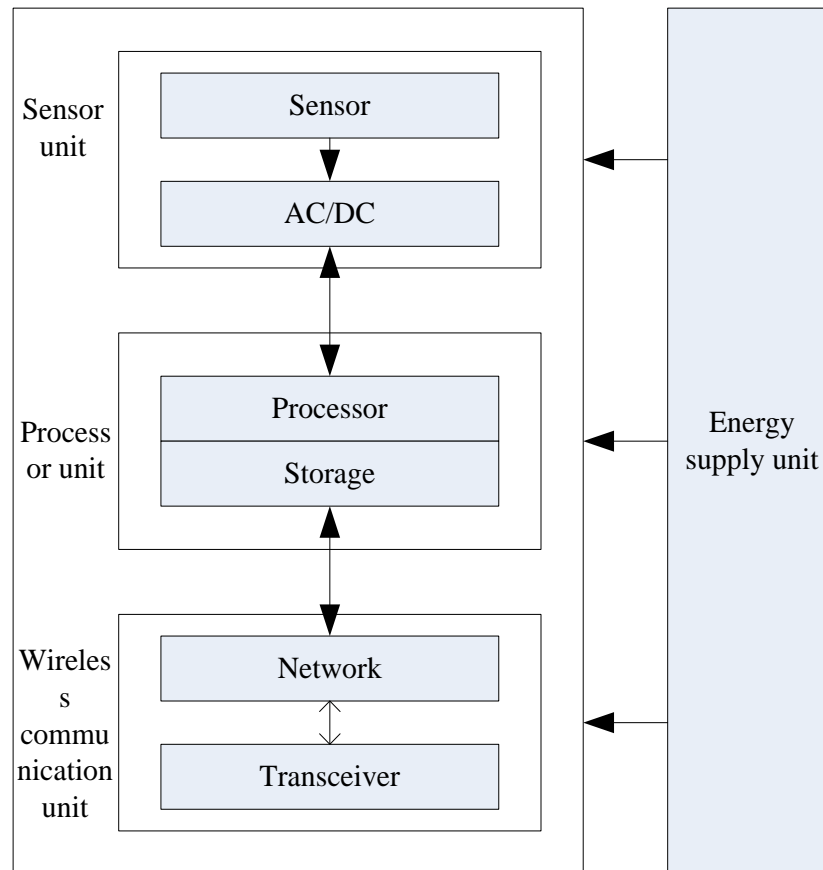 Sensor
unit
Sensor
AC/DC
Process
or unit
Processor
Storage
Energy
supply unit
Wireles
s
commu
nication
unit
Network
Transceiver